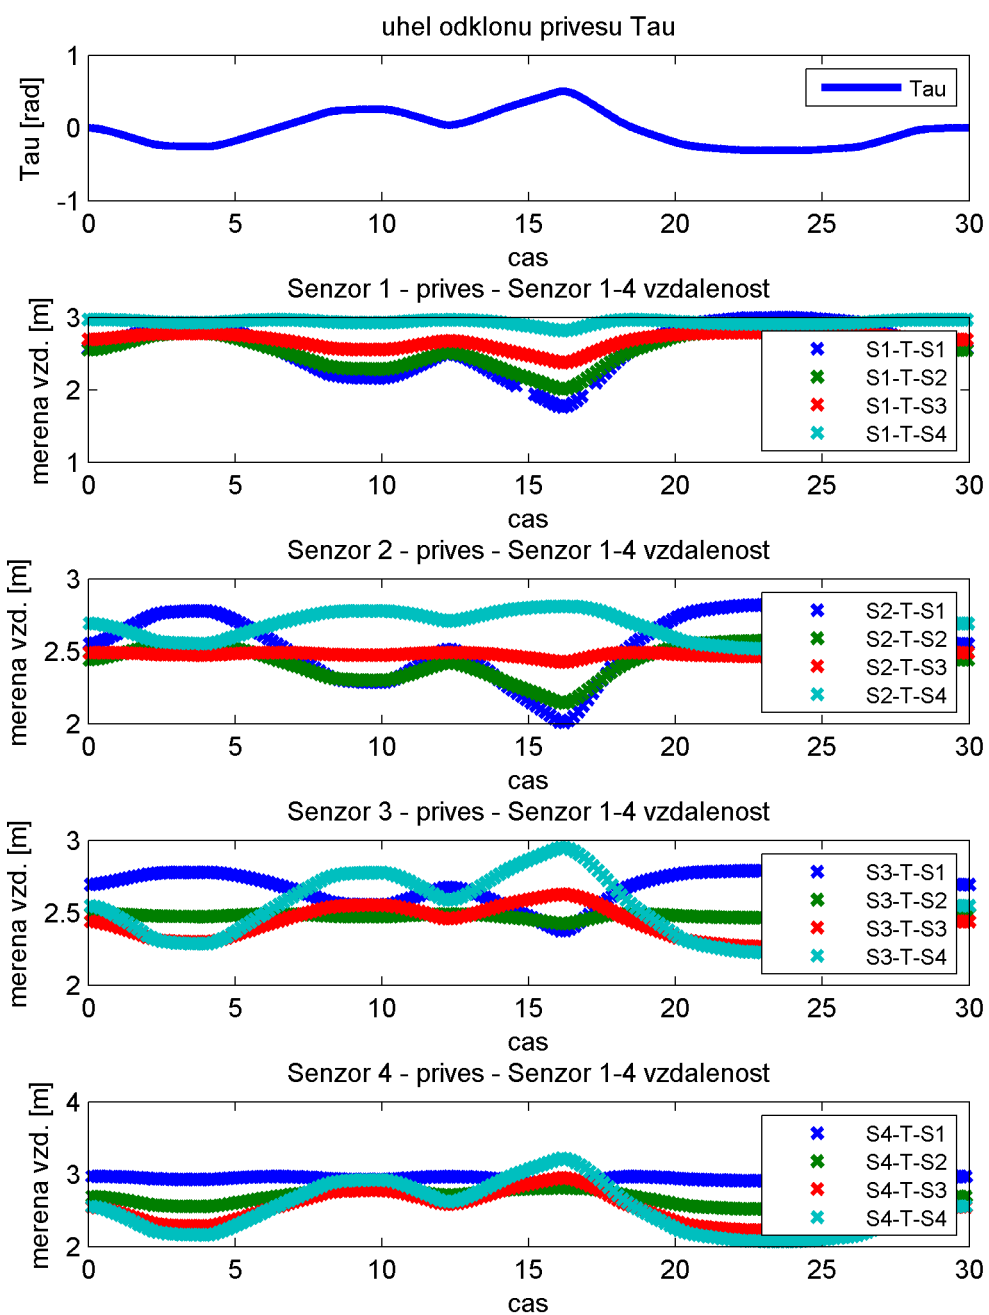 uhel odklonu privesu Tau
Tau [rad]
1
0
-1
Tau
0 5 10 15 20 25 30
cas
Senzor 1 - prives - Senzor 1-4 vzdalenost
merena vzd. [m]
3
2
1
S1-T-S1
S1-T-S2
S1-T-S3
S1-T-S4
0 5 10 15 20 25 30
cas
Senzor 2 - prives - Senzor 1-4 vzdalenost
merena vzd. [m]
3
2.5
2
S2-T-S1
S2-T-S2
S2-T-S3
S2-T-S4
0 5 10 15 20 25 30
cas
Senzor 3 - prives - Senzor 1-4 vzdalenost
merena vzd. [m]
3
2.5
2
S3-T-S1
S3-T-S2
S3-T-S3
S3-T-S4
0 5 10 15 20 25 30
cas
Senzor 4 - prives - Senzor 1-4 vzdalenost
merena vzd. [m]
4
3
2
S4-T-S1
S4-T-S2
S4-T-S3
S4-T-S4
0 5 10 15 20 25 30
cas